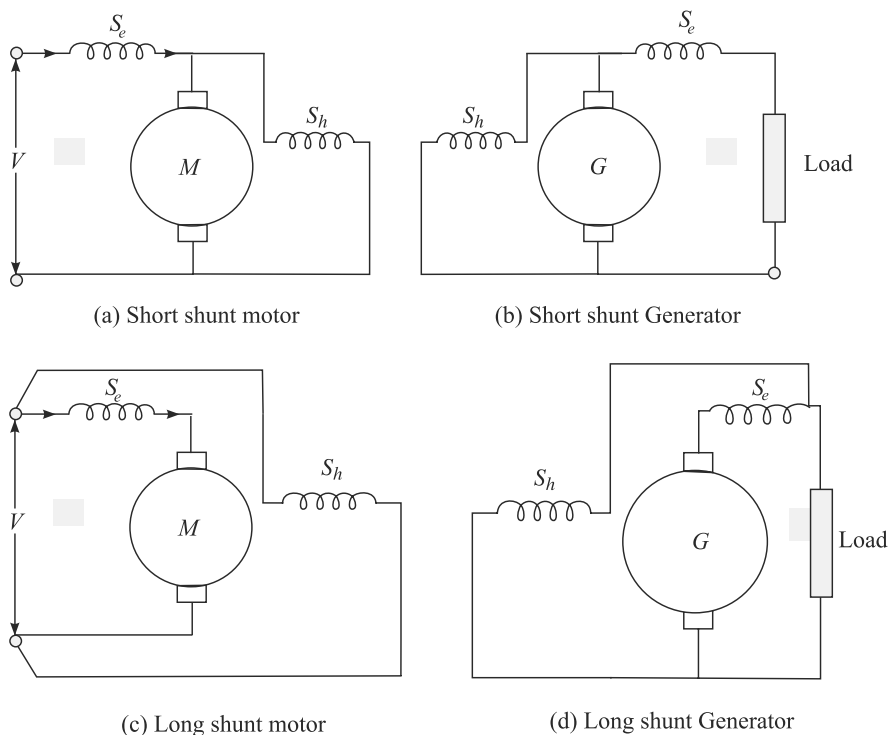 Se
Se
Sh
Sh
V
M
G
Load
(a) Short shunt motor
(b) Short shunt Generator
Se
Se
Sh
Sh
V
M
G
Load
(c) Long shunt motor
(d) Long shunt Generator